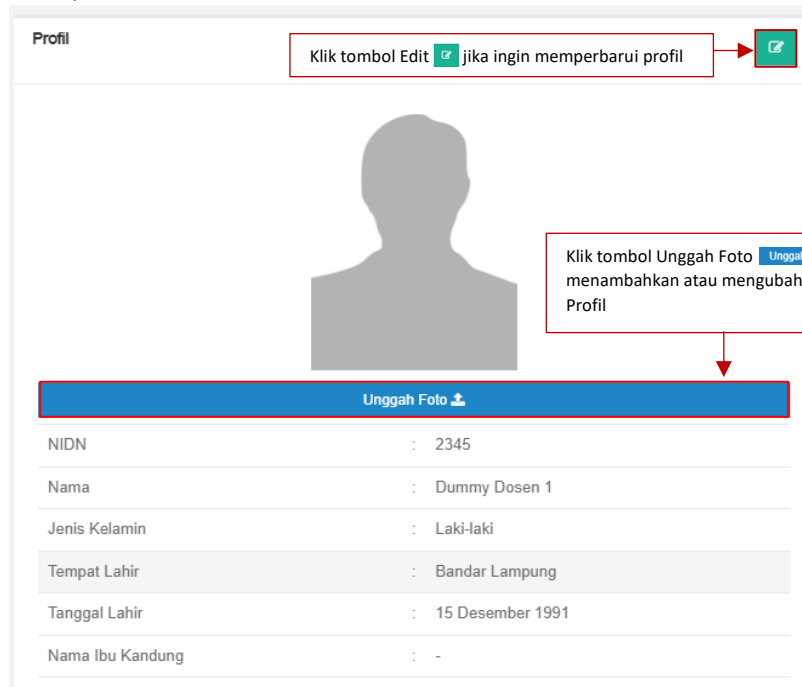 Profil
Klik tombol Edit jika ingin memperbarui profil
Klik tombol Unggah Foto
menambahkan atau mengubah
Profil
Unggah Foto
NIDN : 2345
Nama : Dummy Dosen 1
Jenis Kelamin : Laki-laki
Tempat Lahir : Bandar Lampung
Tanggal Lahir : 15 Desember 1991
Nama Ibu Kandung : -